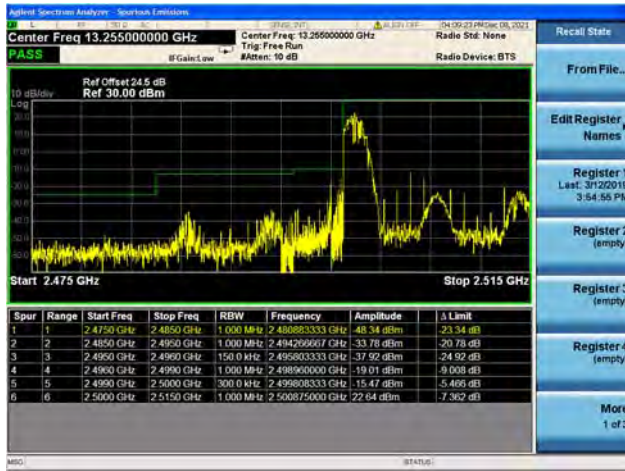 Agilent Spectrum Analyzer - Spurious Emissions
Center Freq 13.255000000 GHz
Center Freq: 13.255000000 GHz
Radio Std: None
Trig: Free Run
PASS
IFGain:Low
#Atten: 10 dB
Radio Device: BTS
Ref Offset 24.5 dB
10 dB/div
Ref 30.00 dBm
Log
Start 2.475 GHz
Stop 2.515 GHz
Spur Range Start Freq Stop Freq RBW Frequency Amplitude Δ Limit
1 1 2.4750 GHz 2.4850 GHz 1.000 MHz 2.480883333 GHz -48.34 dBm -23.34 dB
2 2 2.4850 GHz 2.4950 GHz 1.000 MHz 2.494266667 GHz -33.78 dBm -20.78 dB
3 3 2.4950 GHz 2.4960 GHz 150.0 kHz 2.495803333 GHz -37.92 dBm -24.92 dB
4 4 2.4960 GHz 2.4990 GHz 1.000 MHz 2.498960000 GHz -19.01 dBm -9.008 dB
5 5 2.4990 GHz 2.5000 GHz 300.0 kHz 2.499808333 GHz -15.47 dBm -5.466 dB
6 6 2.5000 GHz 2.5150 GHz 1.000 MHz 2.500875000 GHz 22.64 dBm -7.362 dB
MSG
STATUS
Recall State
From File..
Edit Register
Names
Register 1
Last: 3/12/2019
3:54:55 PM
Register 2
(empty
Register 3
(empty
Register 4
(empty
More
1 of